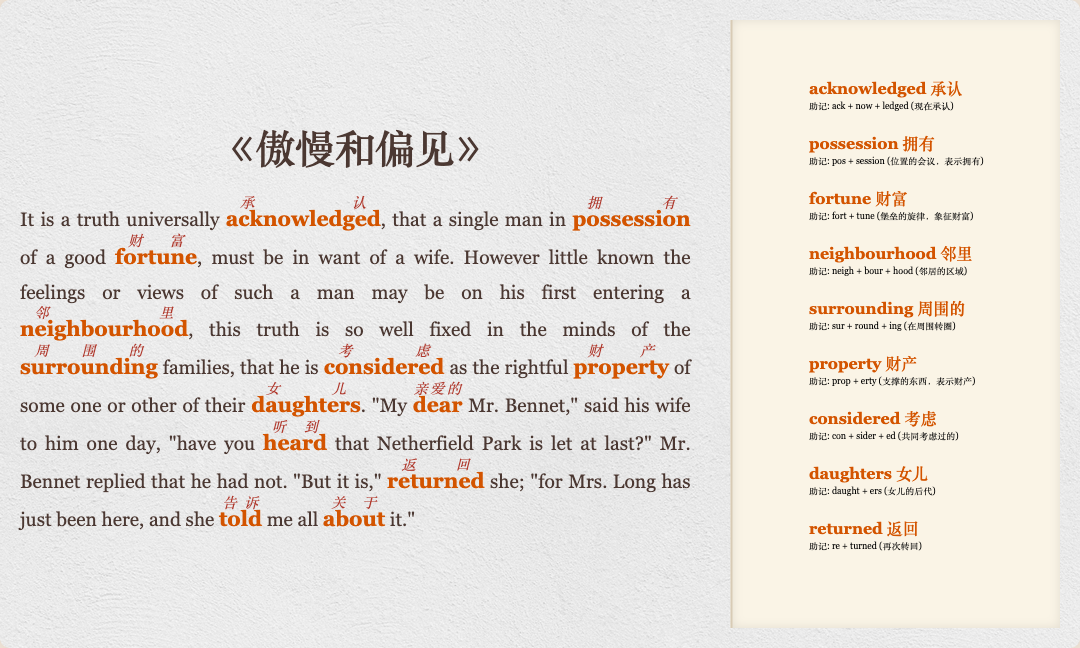 《傲慢和偏见》
承认 拥有
It is a truth universally acknowledged, that a single man in possession
财富
of a good fortune, must be in want of a wife. However little known the
feelings or views of such a man may be on his first entering a
邻里
neighbourhood, this truth is so well fixed in the minds of the
周围的 考虑 财产
surrounding families, that he is considered as the rightful property of
女儿 亲爱的
some one or other of their daughters. "My dear Mr. Bennet," said his wife
听到
to him one day, "have you heard that Netherfield Park is let at last?" Mr.
返回
Bennet replied that he had not. "But it is," returned she; "for Mrs. Long has
告诉 关于
just been here, and she told me all about it."
acknowledged 承认
助记: ack + now + ledged (现在承认)
possession 拥有
助记: pos + session (位置的会议，表示拥有)
fortune 财富
助记: fort + tune (堡垒的旋律，象征财富)
neighbourhood 邻里
助记: neigh + bour + hood (邻居的区域)
surrounding 周围的
助记: sur + round + ing (在周围转圈)
property 财产
助记: prop + erty (支撑的东西，表示财产)
considered 考虑
助记: con + sider + ed (共同考虑过的)
daughters 女儿
助记: daught + ers (女儿的后代)
returned 返回
助记: re + turned (再次转回)